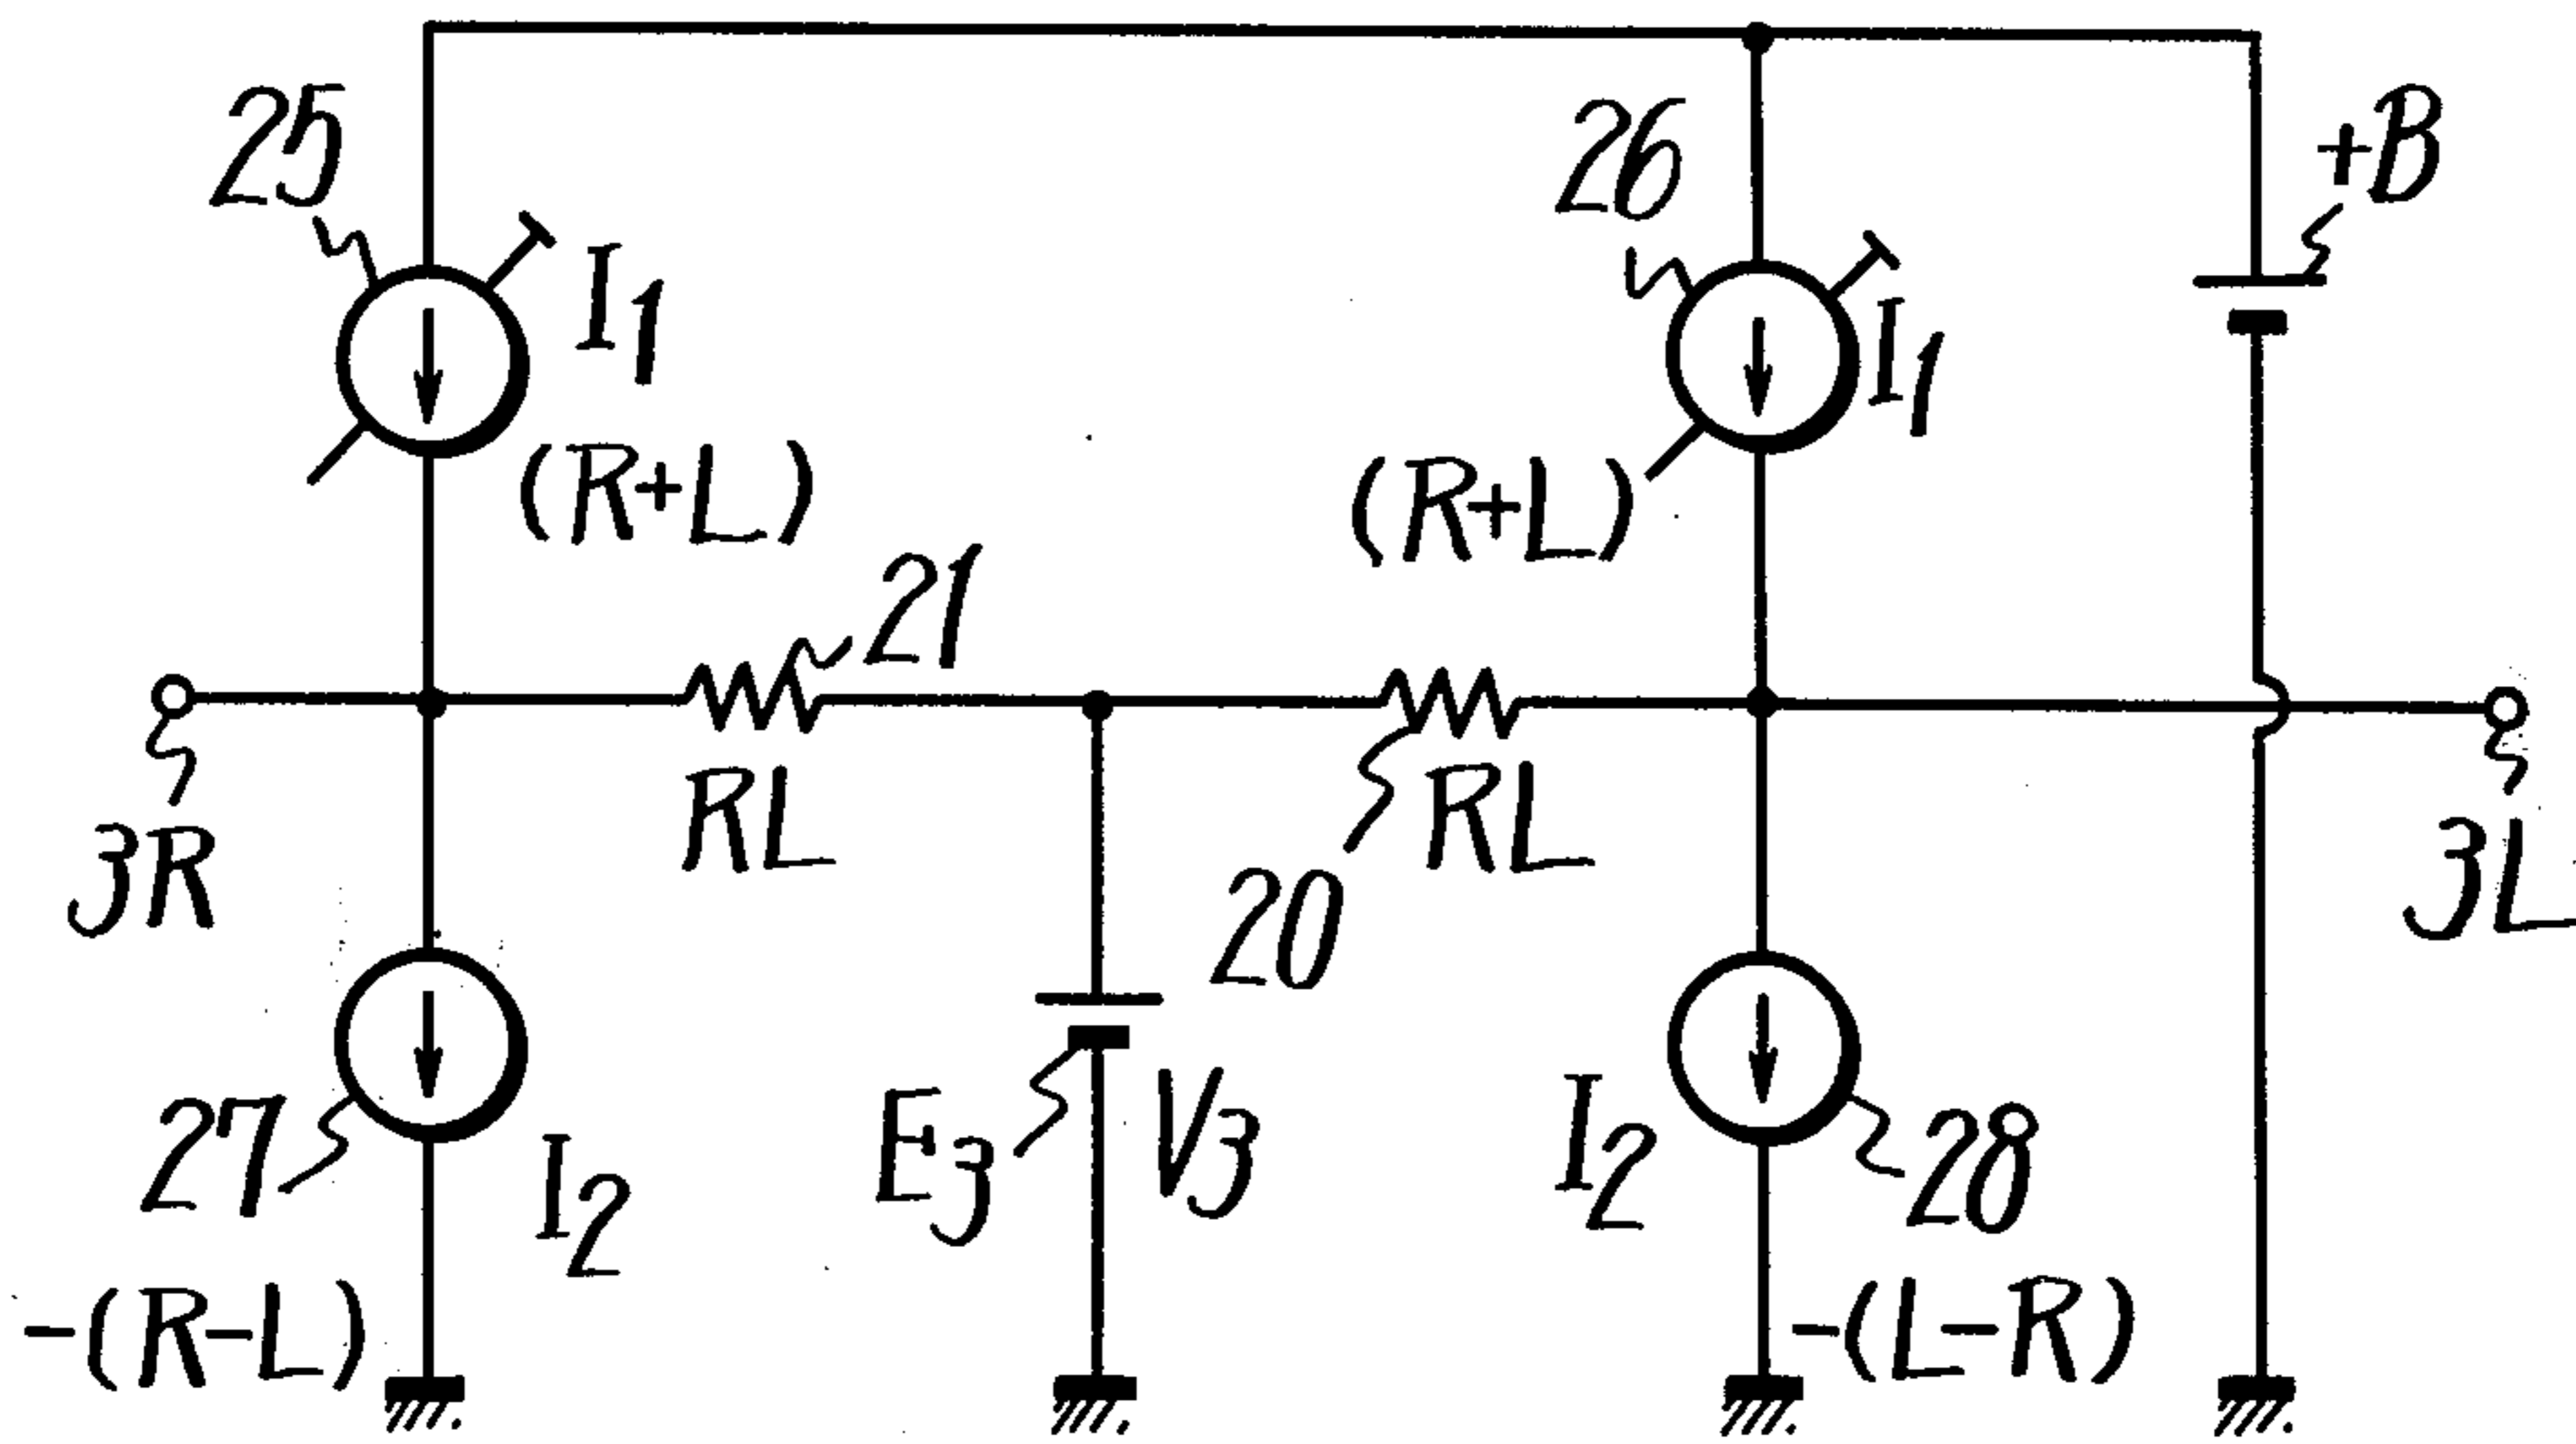 25
I1
(R+L)
26
I1
(R+L)
+B
21
RL
20
RL
3R
3L
27
I2
-(R-L)
E3
V3
I2
28
-(L-R)